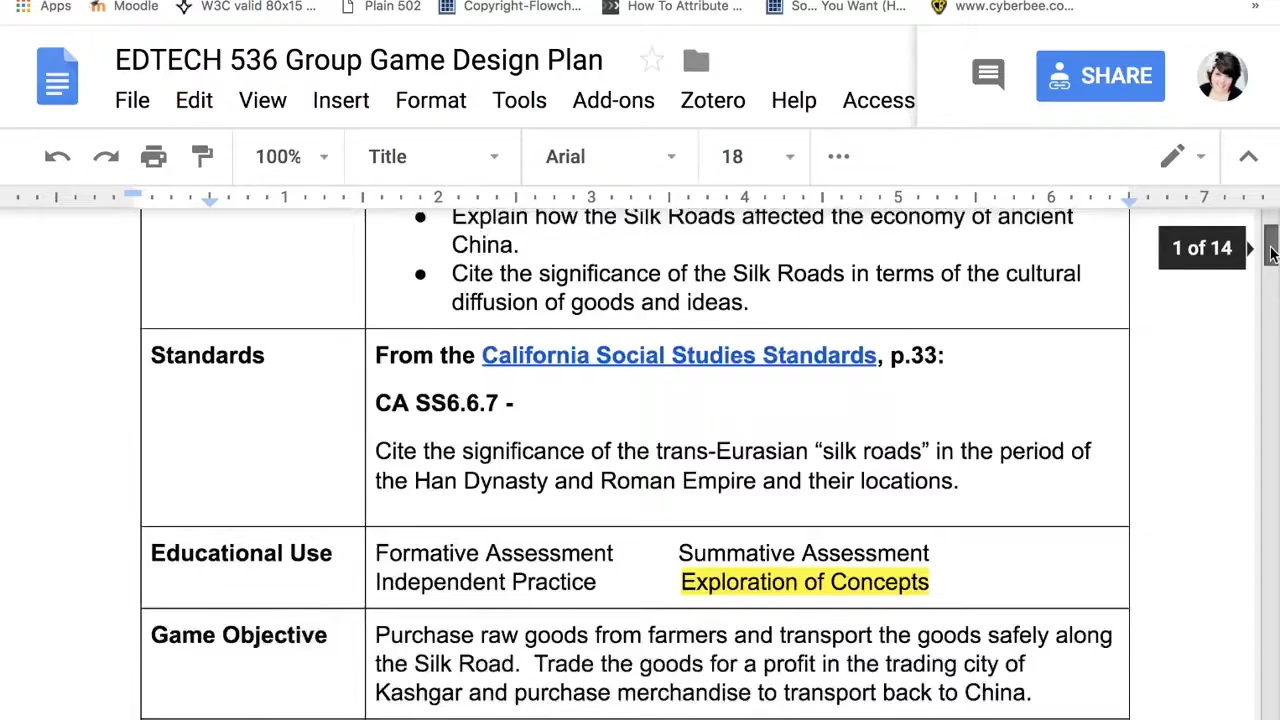 Apps Moodle W3C valid 80x15 ... Plain 502 Copyright-Flowch... How To Attribute ... So... You Want (H... www.cyberbee.co... »
EDTECH 536 Group Game Design Plan
SHARE
File Edit View Insert Format Tools Add-ons Zotero Help Access
100% Title Arial 18
1 2 3 4 5 6 7
● Explain how the Silk Roads affected the economy of ancient
China.
1 of 14
● Cite the significance of the Silk Roads in terms of the cultural
diffusion of goods and ideas.
Standards From the California Social Studies Standards, p.33:
CA SS6.6.7 -
Cite the significance of the trans-Eurasian “silk roads” in the period of
the Han Dynasty and Roman Empire and their locations.
Educational Use Formative Assessment Summative Assessment
Independent Practice Exploration of Concepts
Game Objective Purchase raw goods from farmers and transport the goods safely along
the Silk Road. Trade the goods for a profit in the trading city of
Kashgar and purchase merchandise to transport back to China.